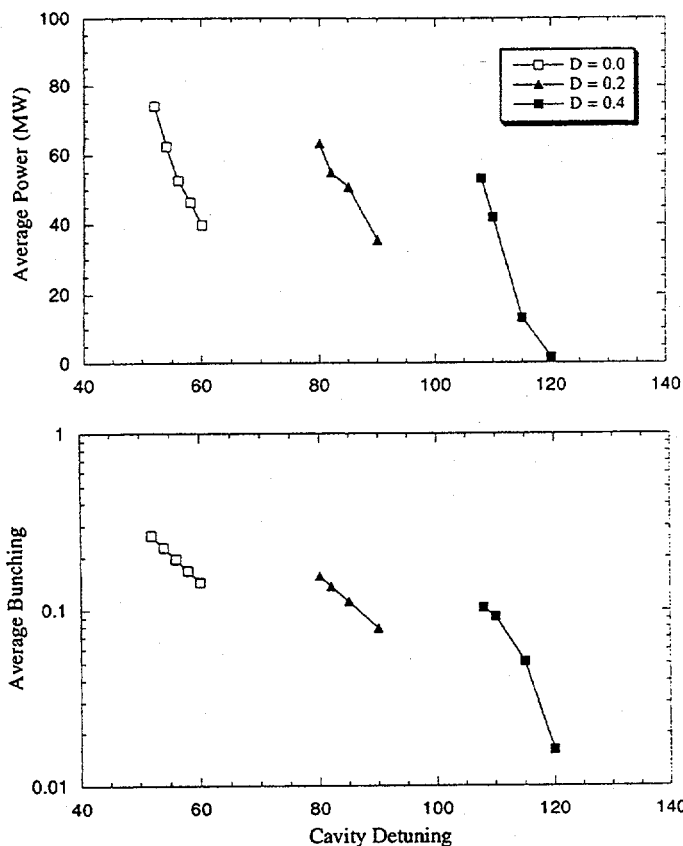 100
80
60
40
20
0
Average Power (MW)
D = 0.0
D = 0.2
D = 0.4
40 60 80 100 120 140
1
0.1
0.01
Average Bunching
40 60 80 100 120 140
Cavity Detuning